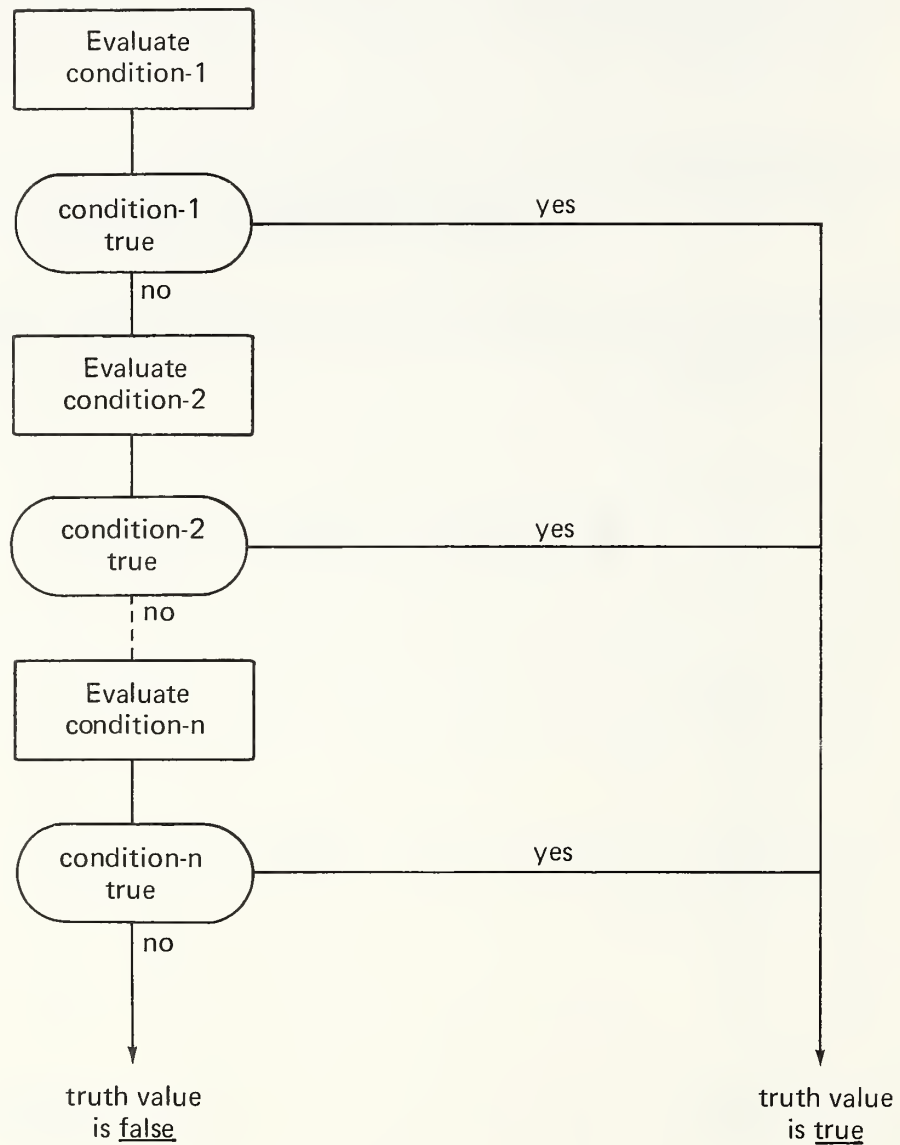 Evaluate
condition-1
condition-1
true
yes
no
Evaluate
condition-2
condition-2
true
yes
no
Evaluate
condition-n
condition-n
true
yes
no
truth value
is false
truth value
is true